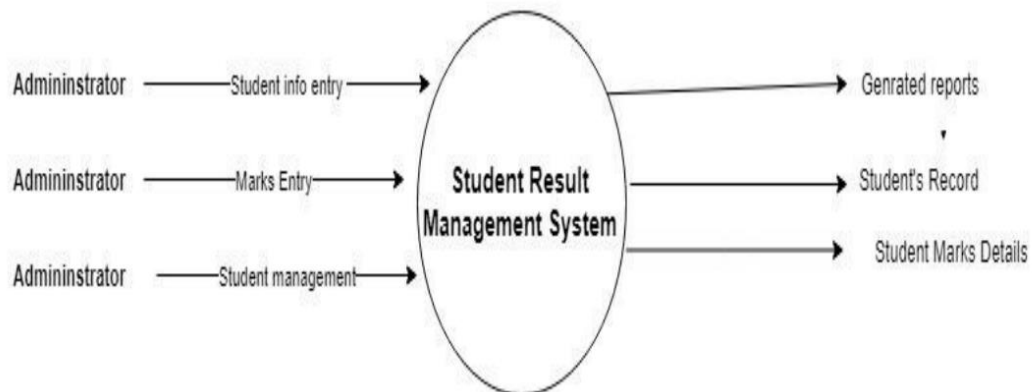 Admininstrator
Student info entry
Genrated reports
Admininstrator
Marks Entry
Student Result
Management System
Student's Record
Admininstrator
Student management
Student Marks Details